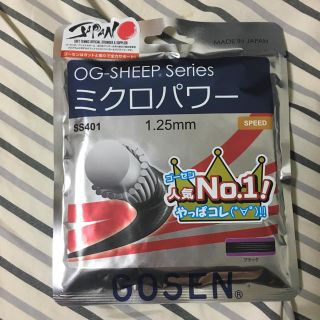 JAPAN
MADE IN JAPAN
OG-SHEEP Series
ミクロパワー
SS401
1.25mm
SPEED
ゴーセン
人気No.1!
やっぱコレ(°∀°)!!
ブラック
GOSEN®